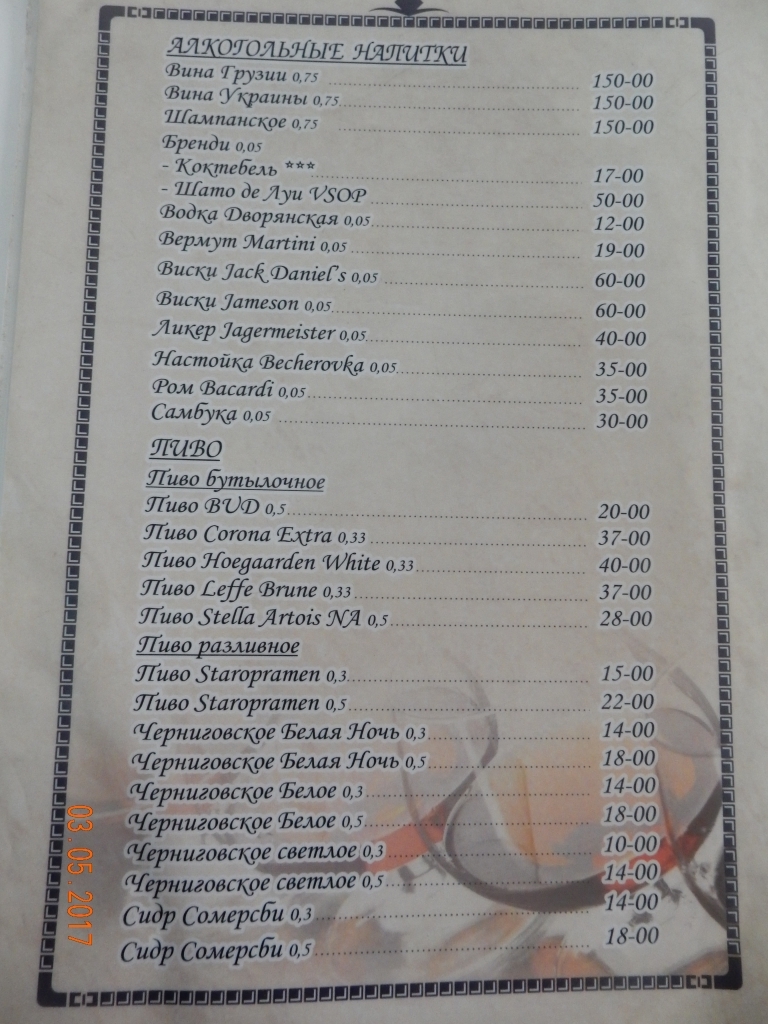 АЛКОГОЛЬНЫЕ НАПИТКИ
Вина Грузии 0,75 150-00
Вина Украины 0,75 150-00
Шампанское 0,75 150-00
Бренди 0,05
- Коктебель *** 17-00
- Шато де Луи VSOP 50-00
Водка Дворянская 0,05 12-00
Вермут Martini 0,05 19-00
Виски Jack Daniel's 0,05 60-00
Виски Jameson 0,05 60-00
Ликер Jagermeister 0,05 40-00
Настойка Becherovka 0,05 35-00
Ром Bacardi 0,05 35-00
Самбука 0,05 30-00
ПИВО
Пиво бутылочное
Пиво BUD 0,5 20-00
Пиво Corona Extra 0,33 37-00
Пиво Hoegaarden White 0,33 40-00
Пиво Leffe Brune 0,33 37-00
Пиво Stella Artois NA 0,5 28-00
Пиво разливное
Пиво Staropramen 0,3 15-00
Пиво Staropramen 0,5 22-00
Черниговское Белая Ночь 0,3 14-00
Черниговское Белая Ночь 0,5 18-00
Черниговское Белое 0,3 14-00
Черниговское Белое 0,5 18-00
Черниговское светлое 0,3 10-00
Черниговское светлое 0,5 14-00
Сидр Сомерсби 0,3 14-00
Сидр Сомерсби 0,5 18-00
03.05.2017